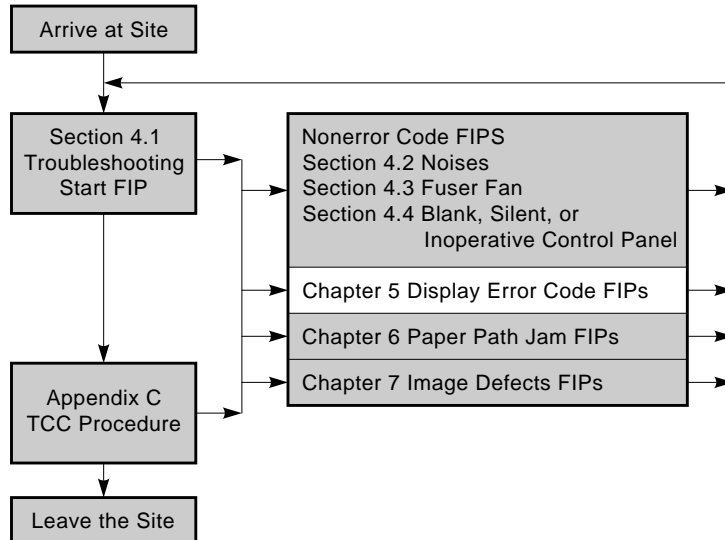 Arrive at Site
Section 4.1
Troubleshooting
Start FIP
Nonerror Code FIPS
Section 4.2 Noises
Section 4.3 Fuser Fan
Section 4.4 Blank, Silent, or
Inoperative Control Panel
Chapter 5 Display Error Code FIPs
Chapter 6 Paper Path Jam FIPs
Chapter 7 Image Defects FIPs
Appendix C
TCC Procedure
Leave the Site